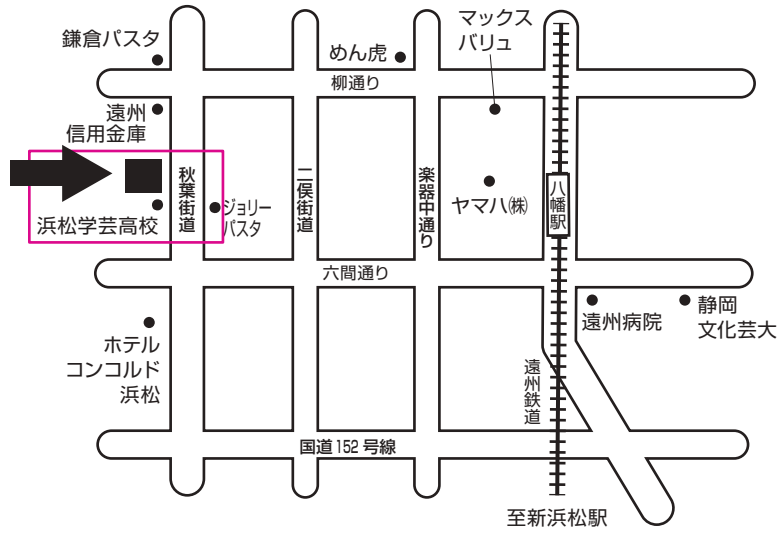 マックス
バリュ
鎌倉パスタ
めん虎
柳通り
遠州
信用金庫
秋葉街道
二俣街道
楽器中通り
八幡駅
ヤマハ㈱
ジョリー
パスタ
浜松学芸高校
六間通り
遠州病院
静岡
文化芸大
ホテル
コンコルド
浜松
遠州鉄道
国道152号線
至新浜松駅